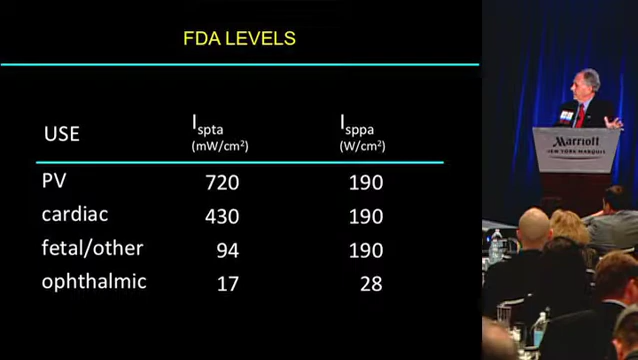 FDA LEVELS
USE Ispta (mW/cm²) Isppa (W/cm²)
PV 720 190
cardiac 430 190
fetal/other 94 190
ophthalmic 17 28
Marriott
NEW YORK MARQUIS